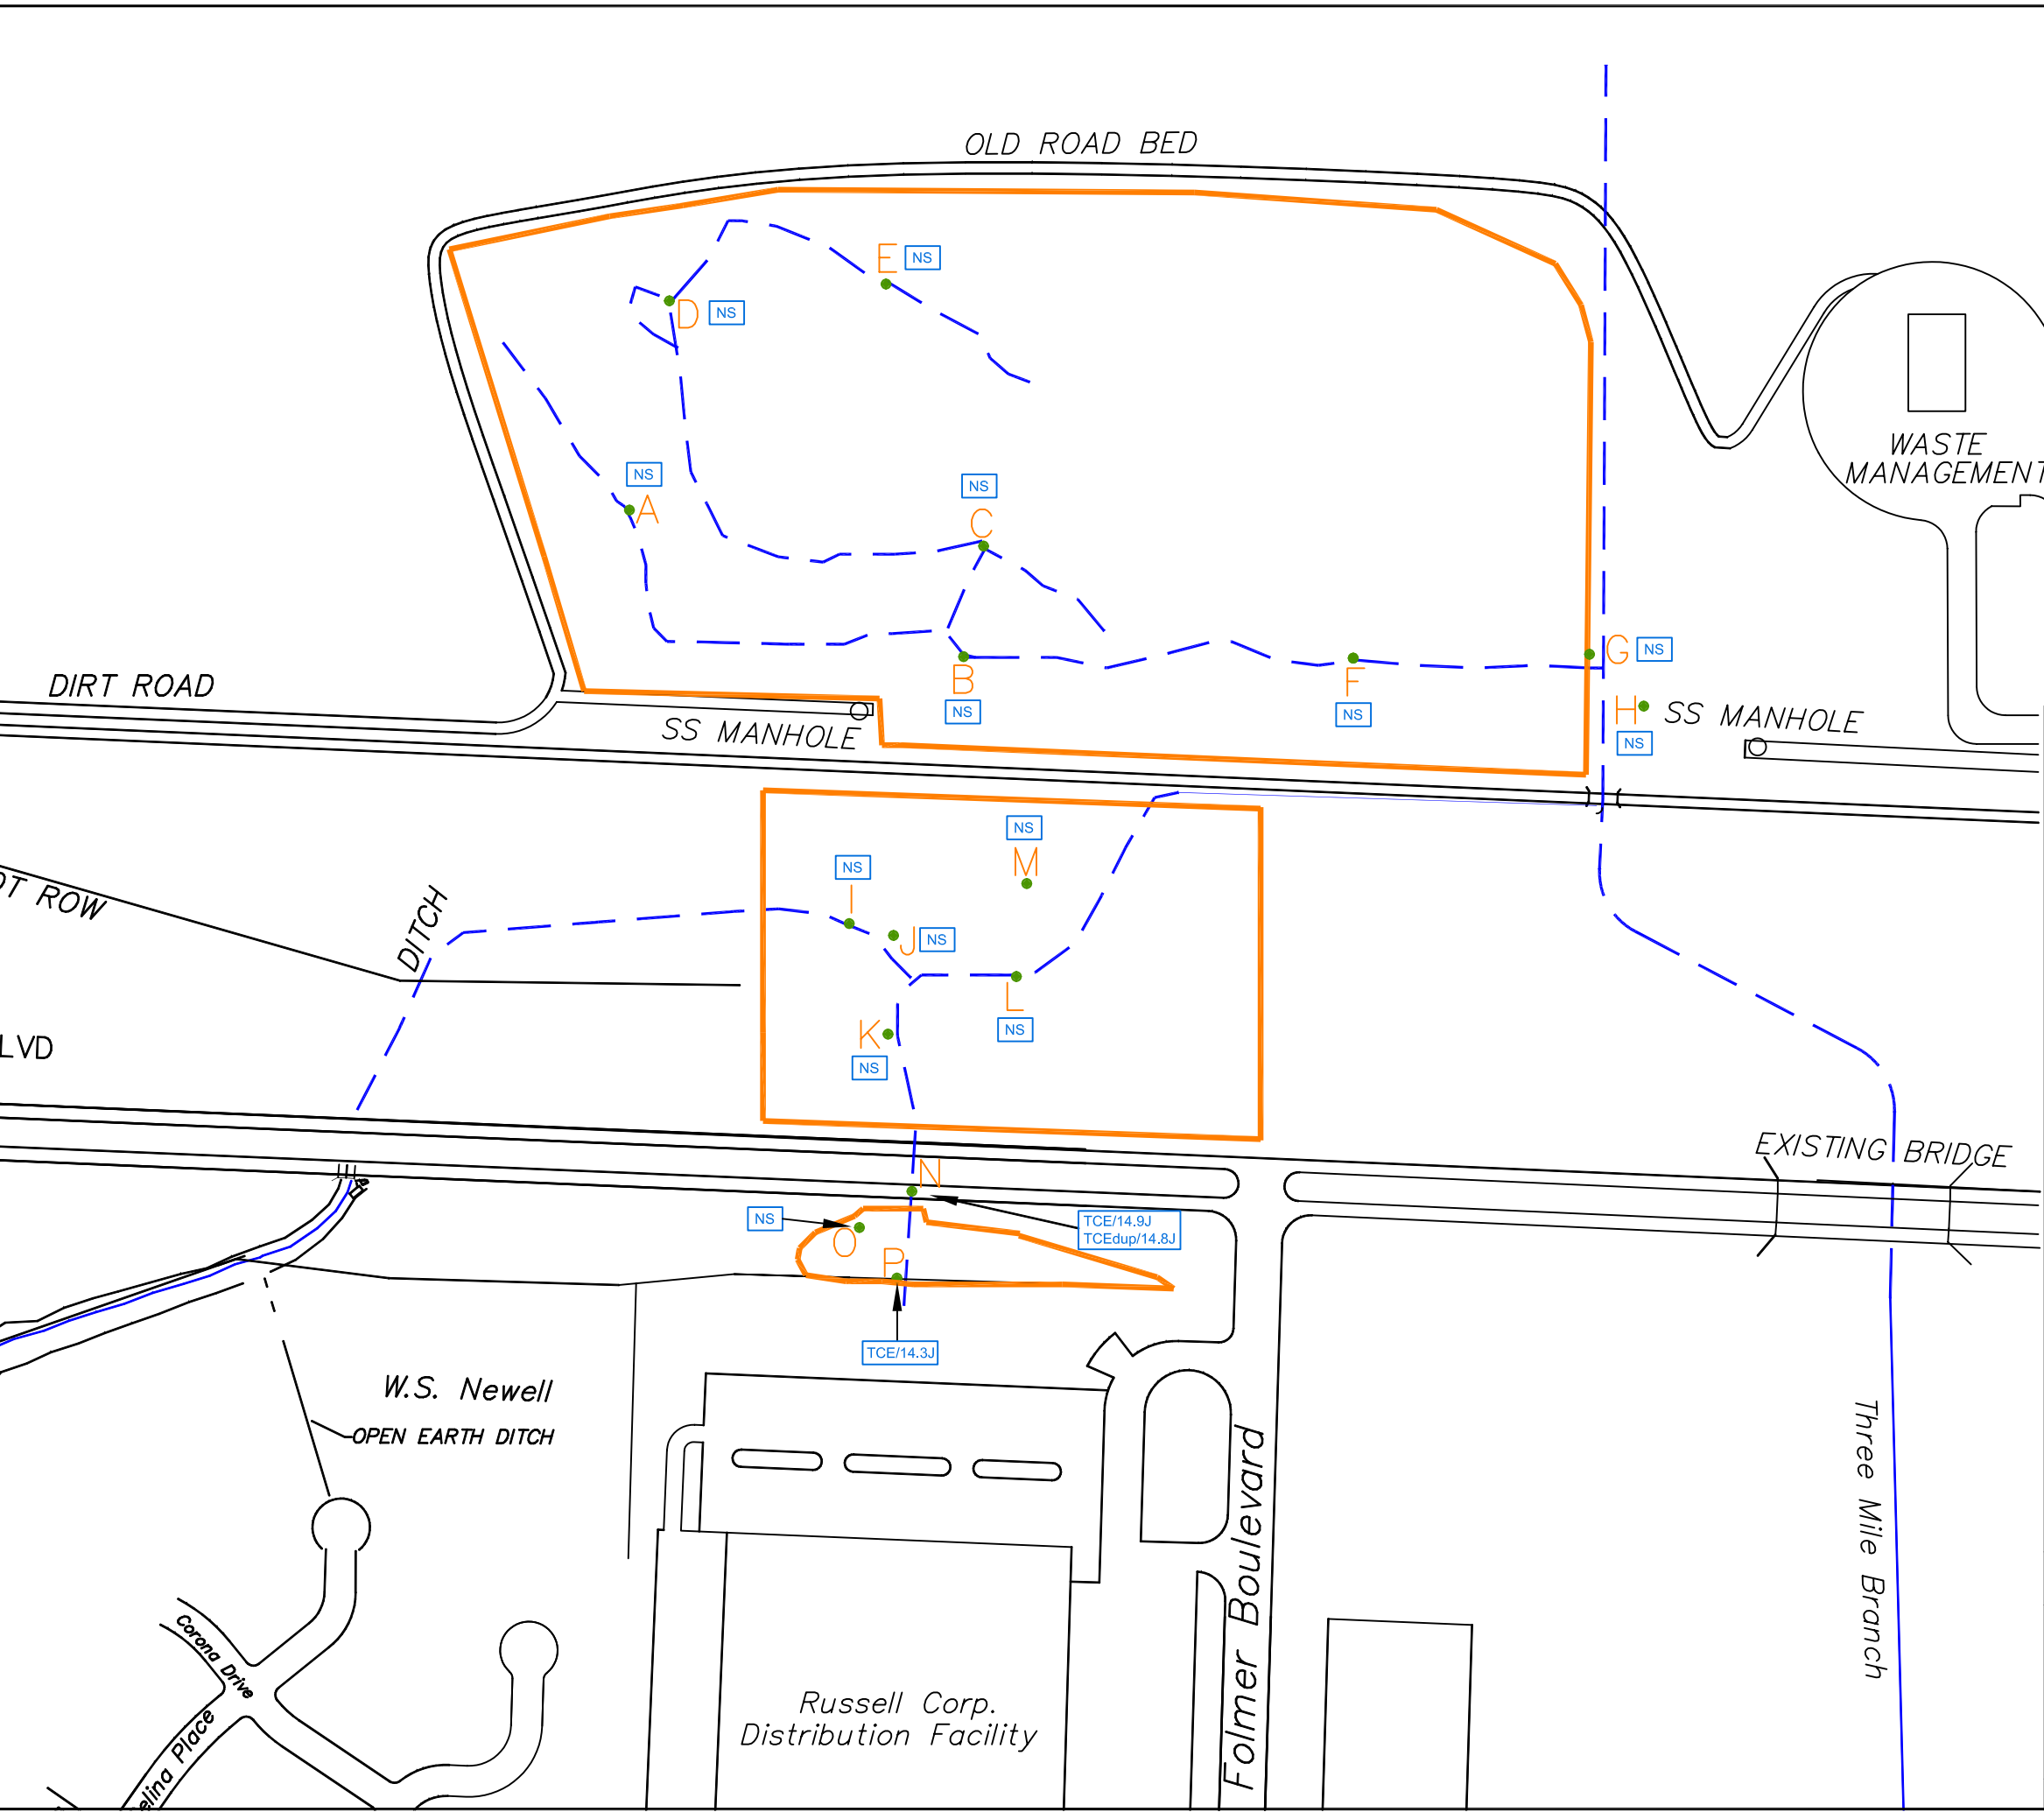 OLD ROAD BED
E NS
D NS
WASTE
MANAGEMENT
NS
A
NS
C
G NS
B
NS
F
NS
DIRT ROAD
SS MANHOLE
H
NS
SS MANHOLE
NS
M
NS
I
J NS
ROW
DITCH
L
NS
K
NS
LVD
EXISTING BRIDGE
N
NS
TCE/14.9J
TCEdup/14.8J
O
P
TCE/14.3J
W.S. Newell
OPEN EARTH DITCH
Three Mile Branch
Folmer Boulevard
Corona Drive
elina Place
Russell Corp.
Distribution Facility